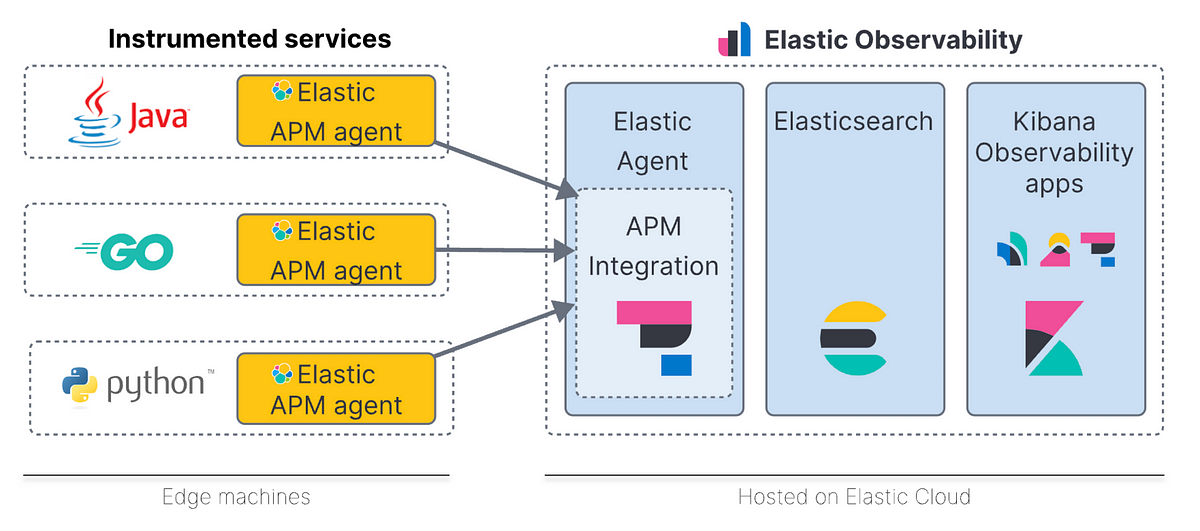 Instrumented services
Elastic Observability
Java™
Elastic
APM agent
GO
Elastic
APM agent
python™
Elastic
APM agent
Elastic
Agent
APM
Integration
Elasticsearch
Kibana
Observability
apps
Edge machines
Hosted on Elastic Cloud